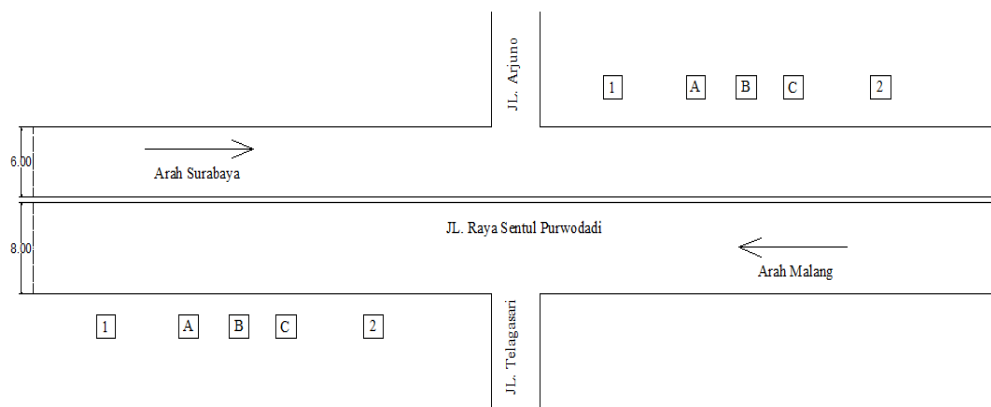 JL. Arjuno
1 A B C 2
6.00
Arah Surabaya
JL. Raya Sentul Purwodadi
8.00
Arah Malang
1 A B C 2
JL. Telagasari